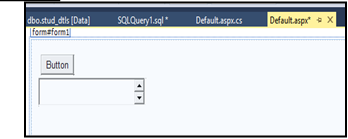 dbo.stud_dtls [Data] SQLQuery1.sql * Default.aspx.cs Default.aspx*
form#form1
Button